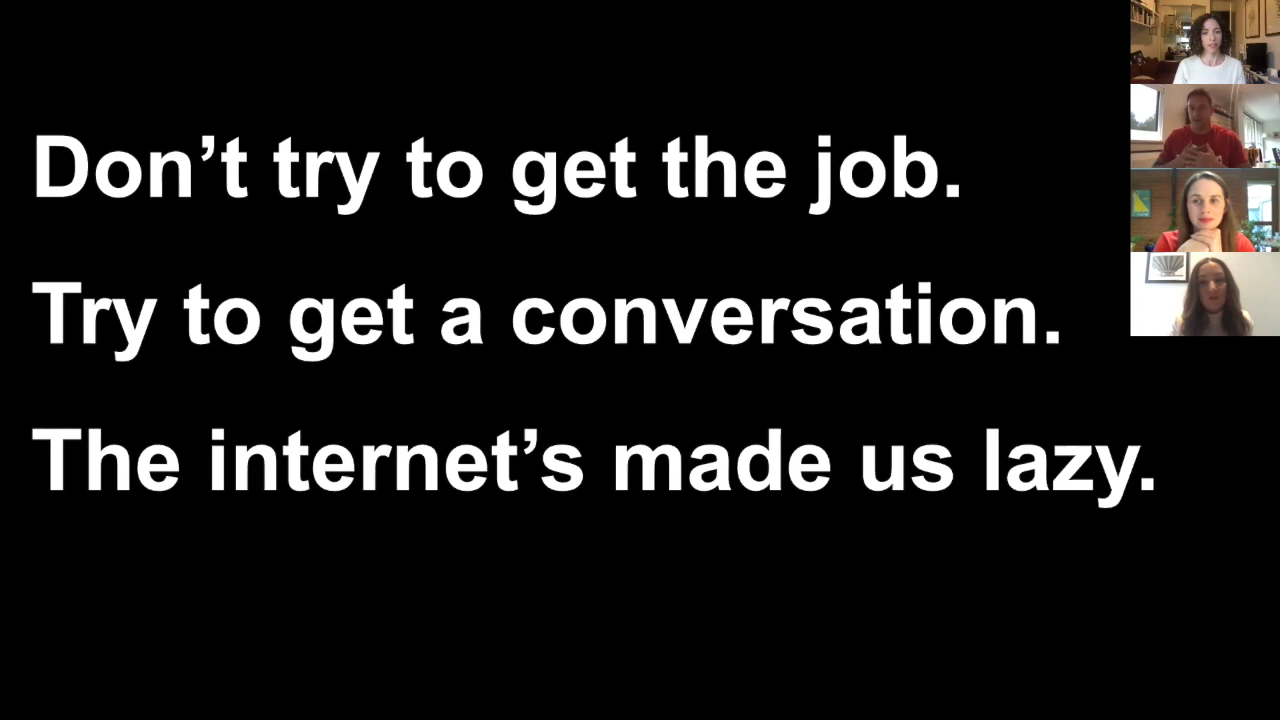 Don’t try to get the job.
Try to get a conversation.
The internet’s made us lazy.